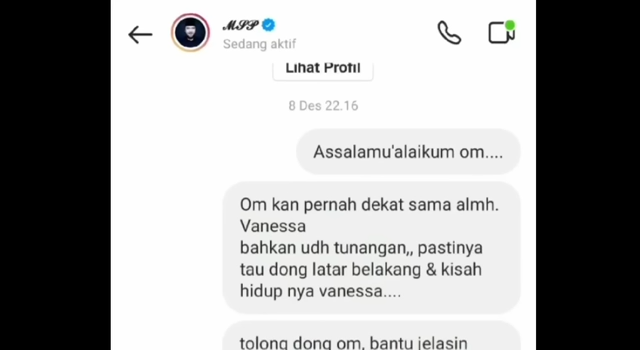 𝓜𝓢𝓟
Sedang aktif
Lihat Profil
8 Des 22.16
Assalamu'alaikum om....
Om kan pernah dekat sama almh.
Vanessa
bahkan udh tunangan,, pastinya
tau dong latar belakang & kisah
hidup nya vanessa....
tolong dong om, bantu jelasin